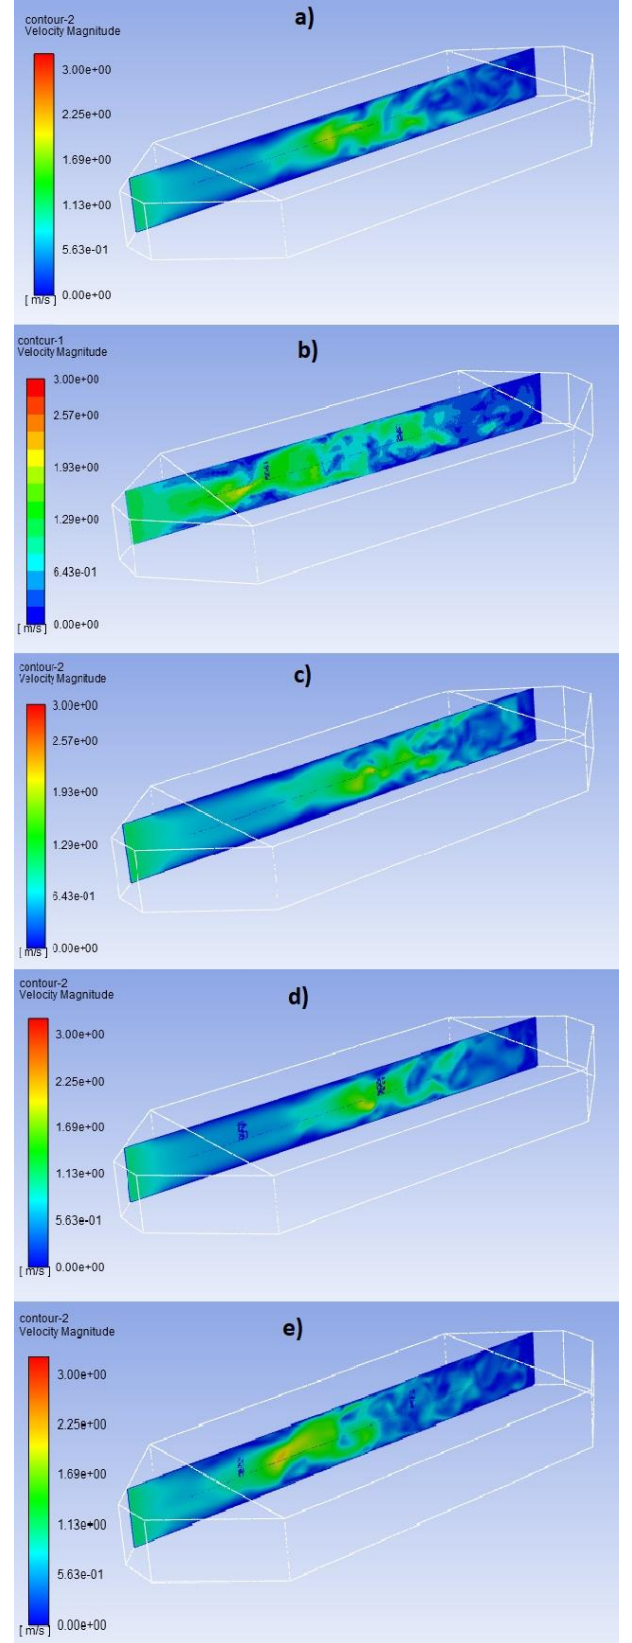 contour-2
Velocity Magnitude
a)
3.00e+00
2.25e+00
1.69e+00
1.13e+00
5.63e-01
0.00e+00
[ m/s ]
contour-1
Velocity Magnitude
b)
3.00e+00
2.57e+00
1.93e+00
1.29e+00
6.43e-01
0.00e+00
[ m/s ]
contour-2
Velocity Magnitude
c)
3.00e+00
2.57e+00
1.93e+00
1.29e+00
6.43e-01
0.00e+00
[ m/s ]
contour-2
Velocity Magnitude
d)
3.00e+00
2.25e+00
1.69e+00
1.13e+00
5.63e-01
0.00e+00
[ m/s ]
contour-2
Velocity Magnitude
e)
3.00e+00
2.25e+00
1.69e+00
1.13e+00
5.63e-01
0.00e+00
[ m/s ]